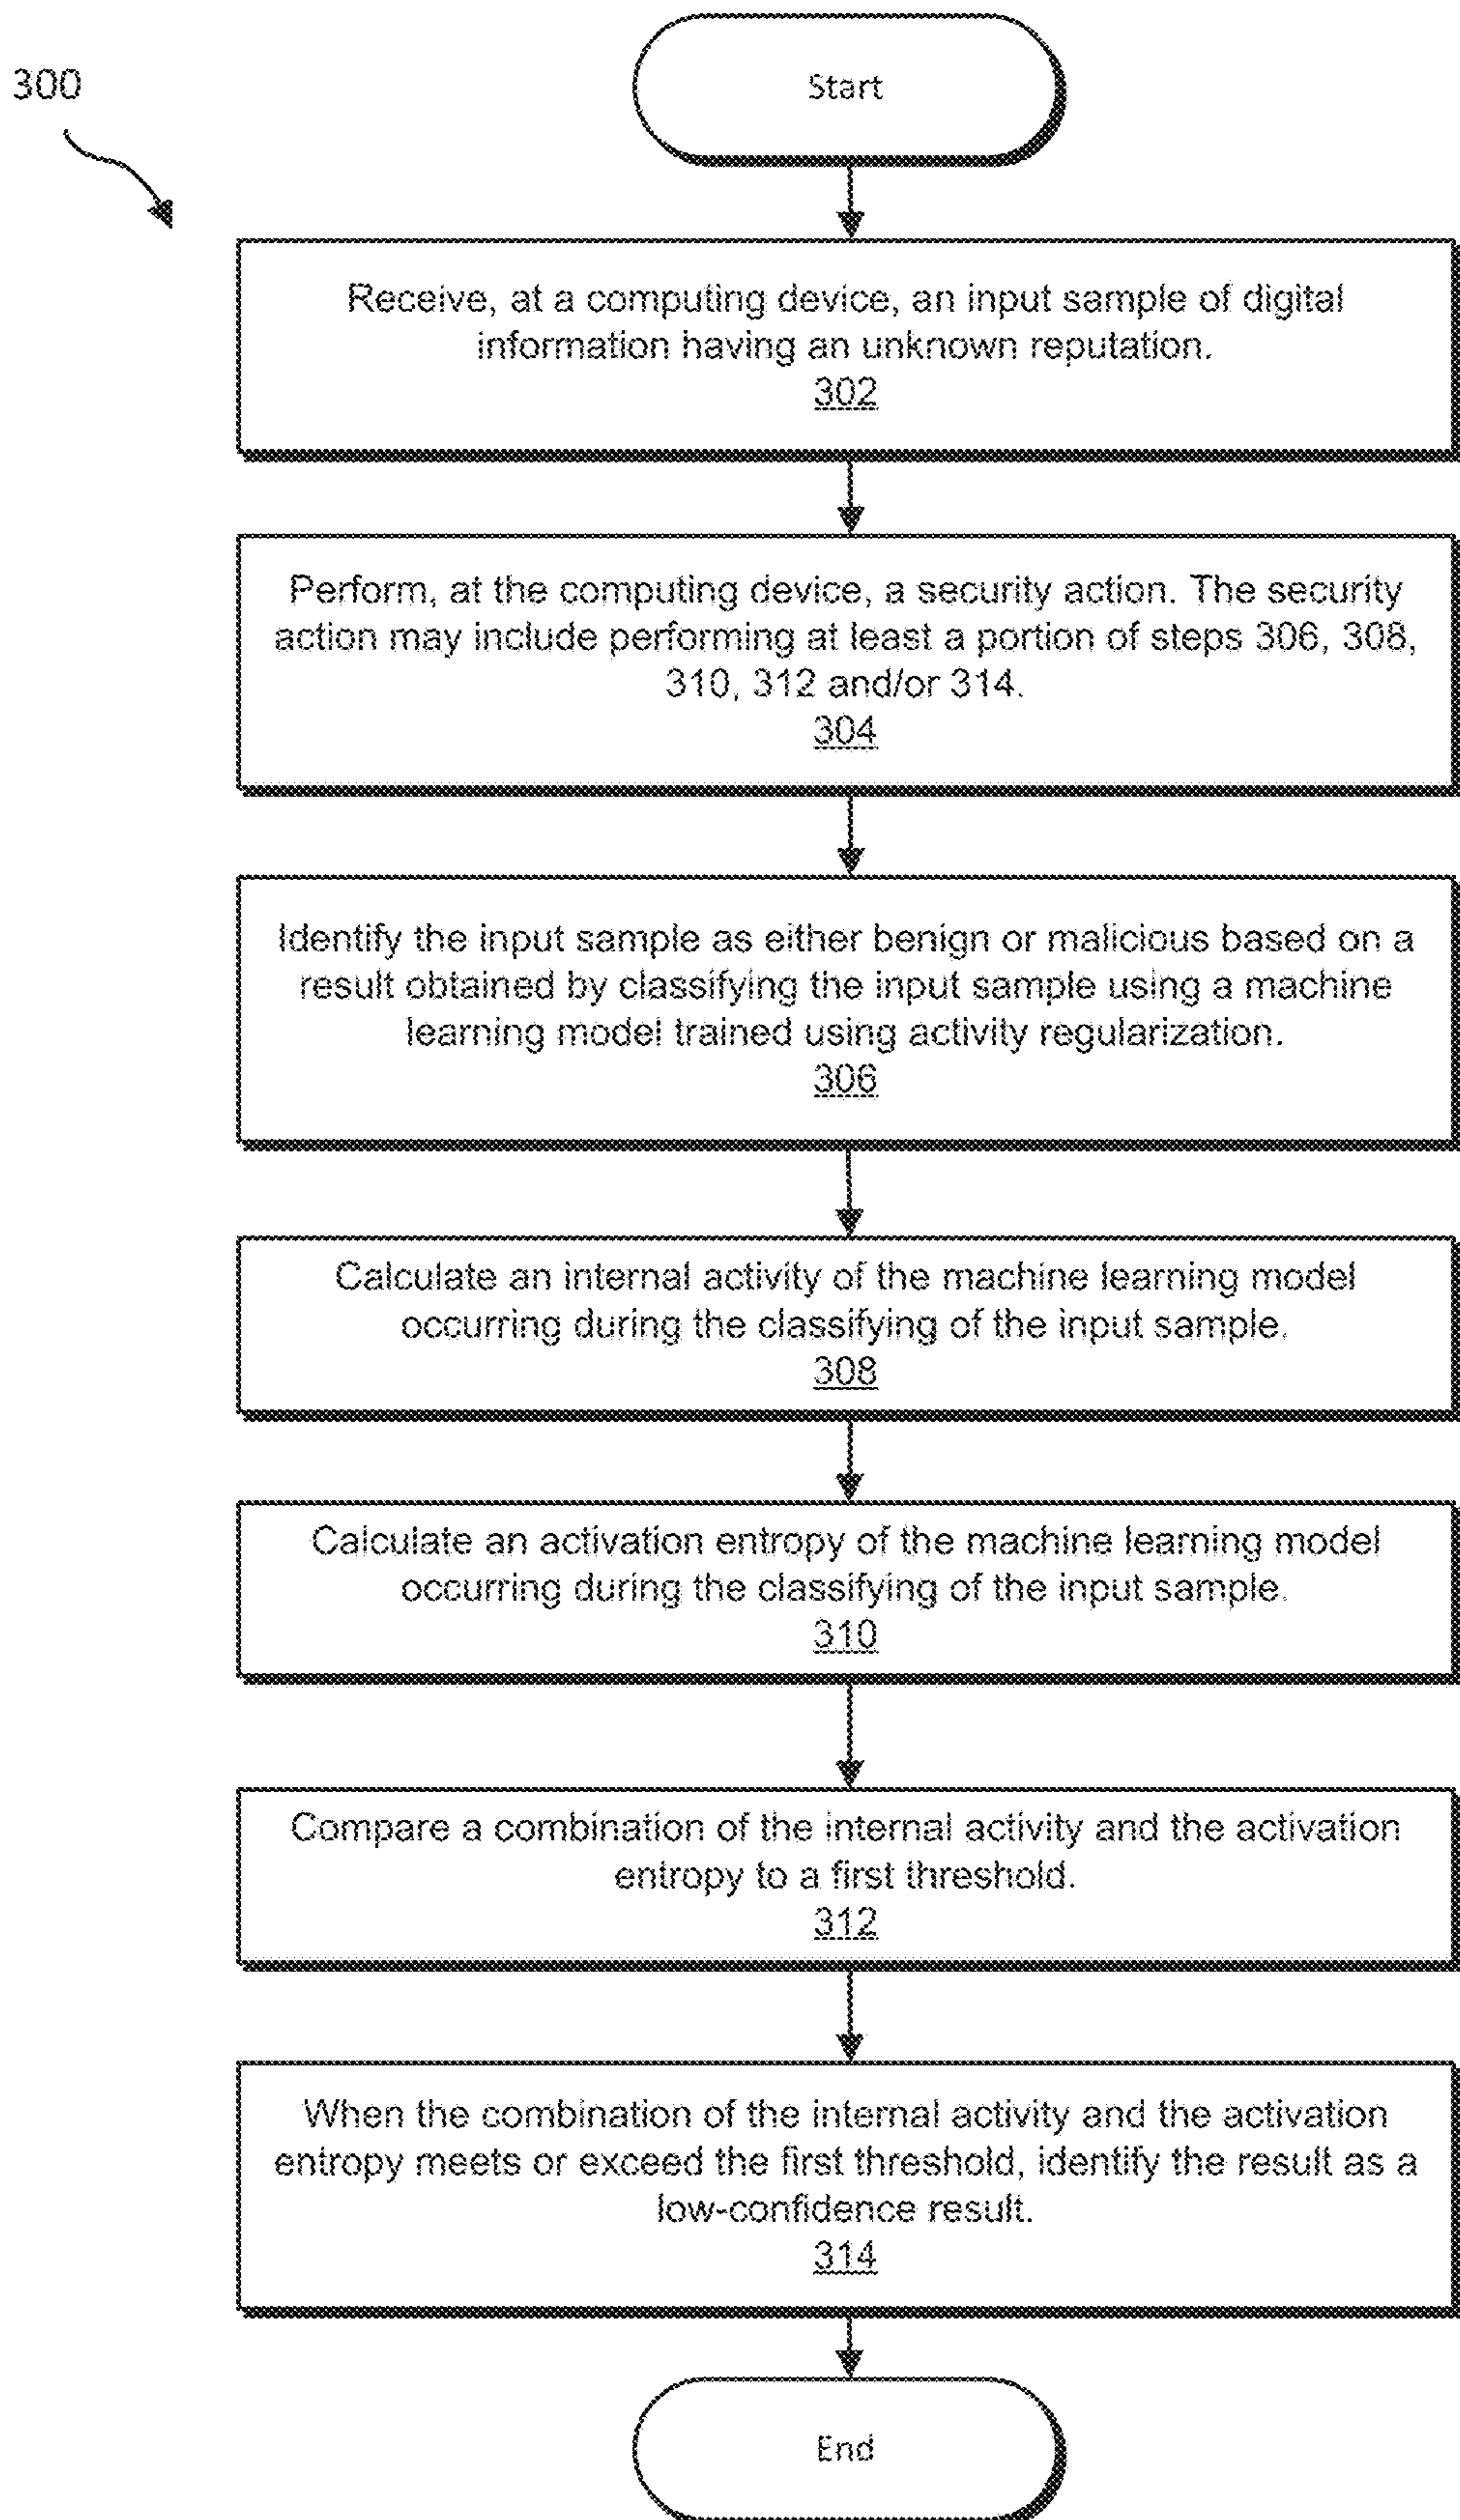 300
Start
Receive, at a computing device, an input sample of digital
information having an unknown reputation.
302
Perform, at the computing device, a security action. The security
action may include performing at least a portion of steps 306, 308,
310, 312 and/or 314.
304
Identify the input sample as either benign or malicious based on a
result obtained by classifying the input sample using a machine
learning model trained using activity regularization.
306
Calculate an internal activity of the machine learning model
occurring during the classifying of the input sample.
308
Calculate an activation entropy of the machine learning model
occurring during the classifying of the input sample.
310
Compare a combination of the internal activity and the activation
entropy to a first threshold.
312
When the combination of the internal activity and the activation
entropy meets or exceed the first threshold, identify the result as a
low-confidence result.
314
End